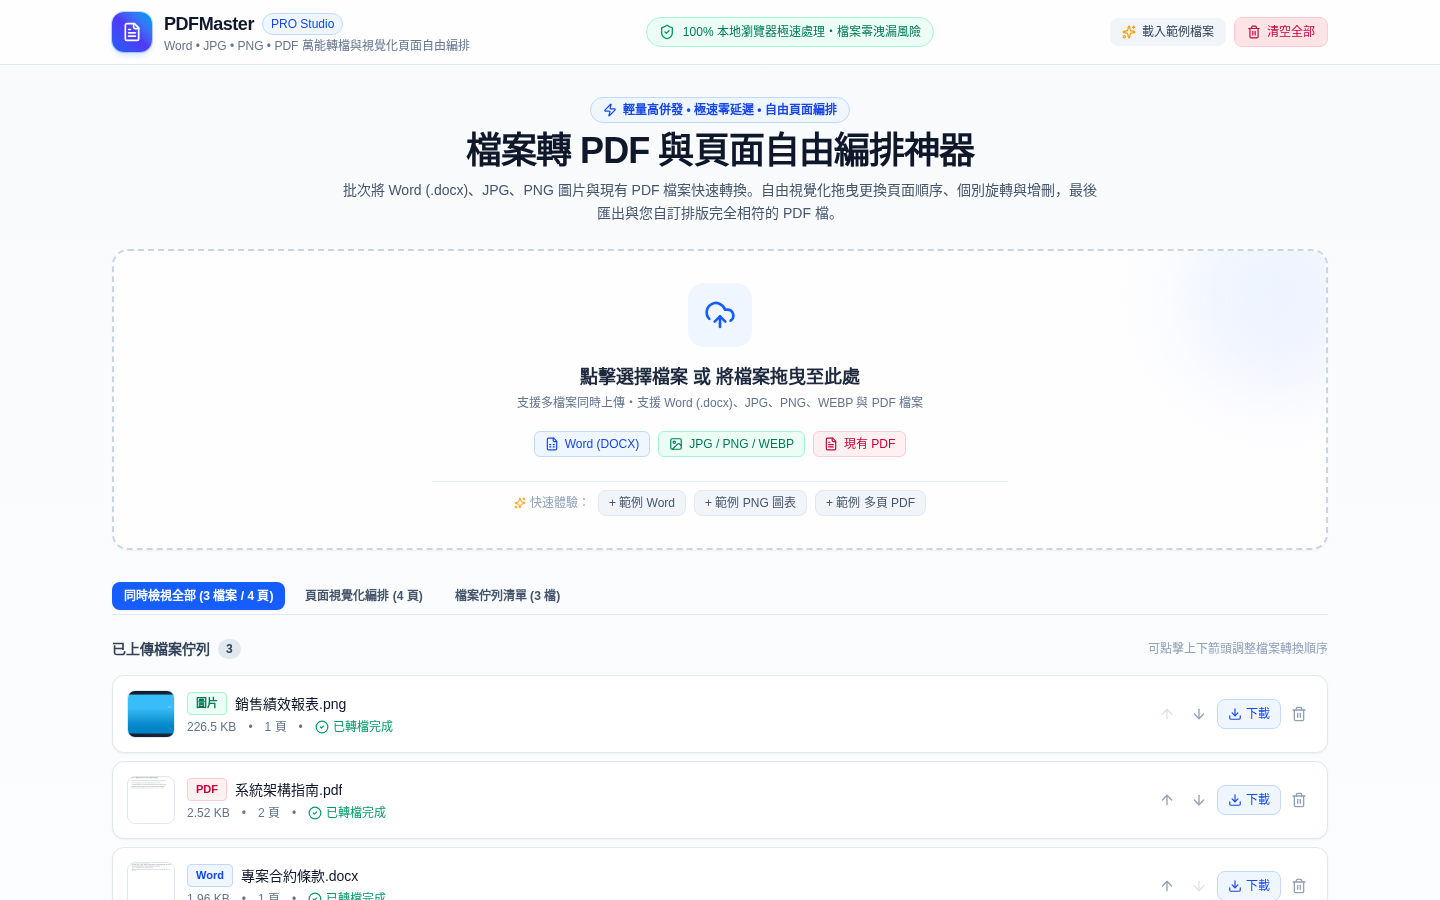 PDFMaster PRO Studio
Word • JPG • PNG • PDF 萬能轉檔與視覺化頁面自由編排
100% 本地瀏覽器極速處理・檔案零洩漏風險
載入範例檔案
清空全部
輕量高併發 • 極速零延遲 • 自由頁面編排
檔案轉 PDF 與頁面自由編排神器
批次將 Word (.docx)、JPG、PNG 圖片與現有 PDF 檔案快速轉換。自由視覺化拖曳更換頁面順序、個別旋轉與增刪，最後
匯出與您自訂排版完全相符的 PDF 檔。
點擊選擇檔案 或 將檔案拖曳至此處
支援多檔案同時上傳・支援 Word (.docx)、JPG、PNG、WEBP 與 PDF 檔案
Word (DOCX) JPG / PNG / WEBP 現有 PDF
快速體驗： + 範例 Word + 範例 PNG 圖表 + 範例 多頁 PDF
同時檢視全部 (3 檔案 / 4 頁) 頁面視覺化編排 (4 頁) 檔案佇列清單 (3 檔)
已上傳檔案佇列 3
可點擊上下箭頭調整檔案轉換順序
圖片 銷售績效報表.png
226.5 KB • 1 頁 • 已轉檔完成
下載
PDF 系統架構指南.pdf
2.52 KB • 2 頁 • 已轉檔完成
下載
Word 專案合約條款.docx
1.96 KB • 1 頁 • 已轉檔完成
下載